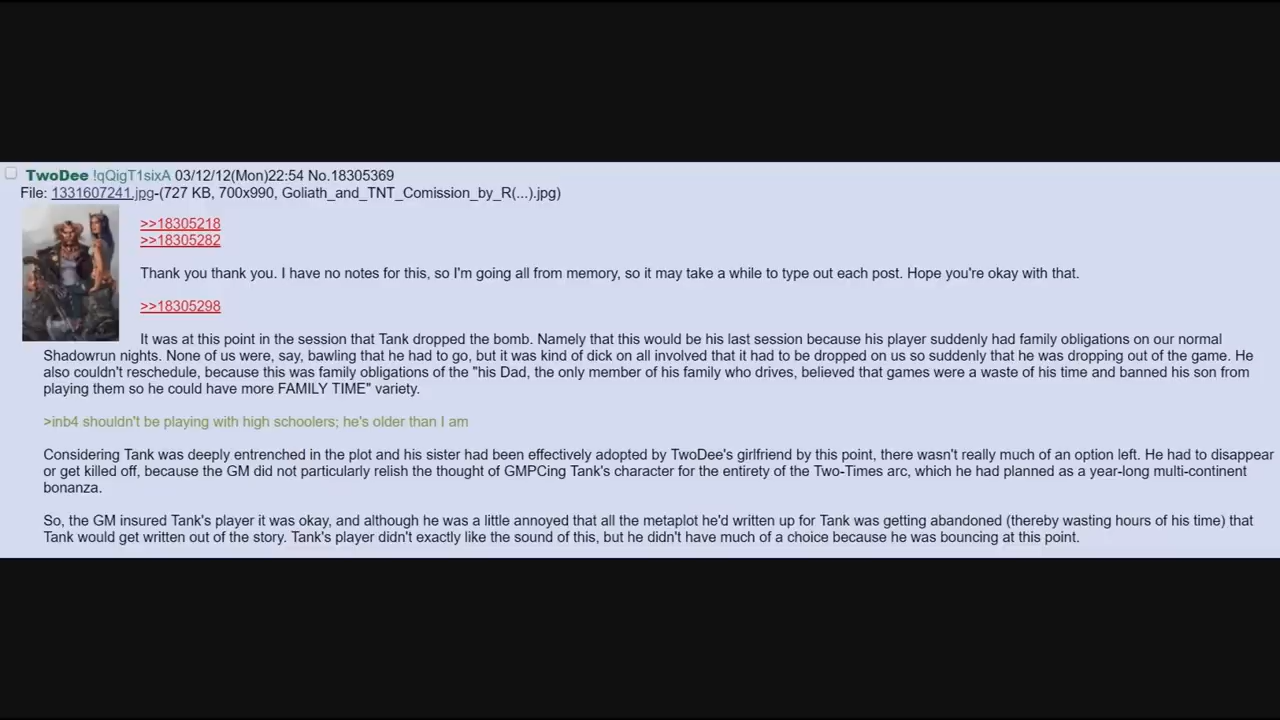 TwoDee !qQigT1sixA 03/12/12(Mon)22:54 No.18305369
File: 1331607241.jpg-(727 KB, 700x990, Goliath_and_TNT_Comission_by_R(...).jpg)
>>18305218
>>18305282
Thank you thank you. I have no notes for this, so I'm going all from memory, so it may take a while to type out each post. Hope you're okay with that.
>>18305298
It was at this point in the session that Tank dropped the bomb. Namely that this would be his last session because his player suddenly had family obligations on our normal
Shadowrun nights. None of us were, say, bawling that he had to go, but it was kind of dick on all involved that it had to be dropped on us so suddenly that he was dropping out of the game. He
also couldn't reschedule, because this was family obligations of the "his Dad, the only member of his family who drives, believed that games were a waste of his time and banned his son from
playing them so he could have more FAMILY TIME" variety.
>inb4 shouldn't be playing with high schoolers; he's older than I am
Considering Tank was deeply entrenched in the plot and his sister had been effectively adopted by TwoDee's girlfriend by this point, there wasn't really much of an option left. He had to disappear
or get killed off, because the GM did not particularly relish the thought of GMPCing Tank's character for the entirety of the Two-Times arc, which he had planned as a year-long multi-continent
bonanza.
So, the GM insured Tank's player it was okay, and although he was a little annoyed that all the metaplot he'd written up for Tank was getting abandoned (thereby wasting hours of his time) that
Tank would get written out of the story. Tank's player didn't exactly like the sound of this, but he didn't have much of a choice because he was bouncing at this point.